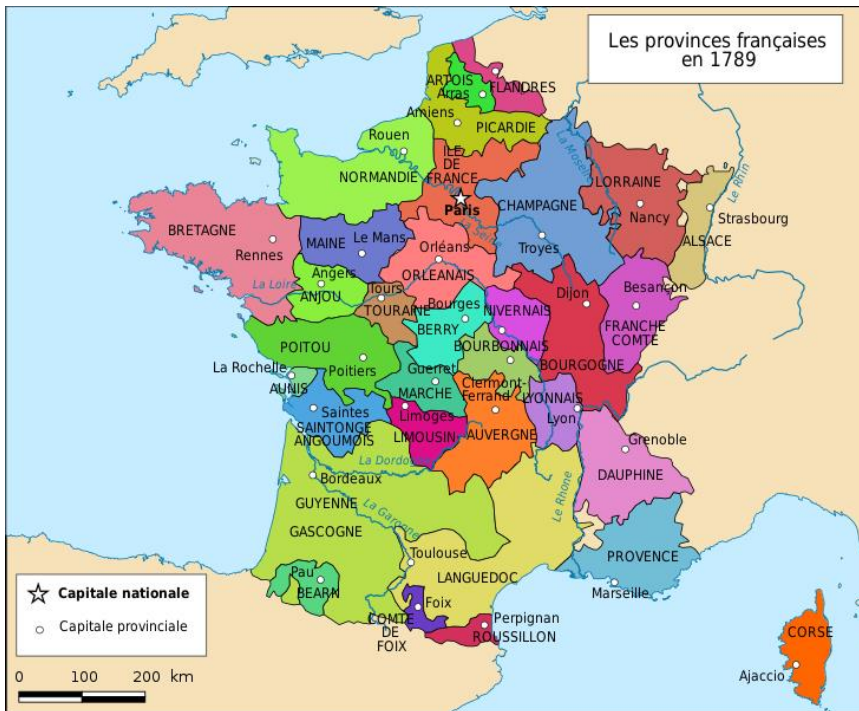 Les provinces françaises
en 1789
ARTOIS
Arras
FLANDRES
Amiens
PICARDIE
Rouen
ILE
DE
FRANCE
NORMANDIE
La Moselle
Le Rhin
LORRAINE
CHAMPAGNE
Nancy
Strasbourg
Paris
La Seine
BRETAGNE
Rennes
MAINE
Le Mans
Orléans
Troyes
ALSACE
ORLEANAIS
Angers
La Loire
ANJOU
Tours
TOURAINE
Bourges
NIVERNAIS
Dijon
Besançon
BERRY
FRANCHE
COMTE
POITOU
BOURBONNAIS
BOURGOGNE
La Rochelle
Poitiers
Guerret
AUNIS
MARCHE
Clermont-
Ferrand
LYONNAIS
Saintes
Limoges
Lyon
SAINTONGE
ANGOUMOIS
LIMOUSIN
AUVERGNE
Grenoble
La Dordogne
DAUPHINE
Bordeaux
Le Rhone
GUYENNE
La Garonne
GASCOGNE
Toulouse
PROVENCE
Pau
BEARN
LANGUEDOC
Marseille
Foix
COMTE
DE
FOIX
Perpignan
ROUSSILLON
CORSE
Ajaccio
Capitale nationale
Capitale provinciale
0 100 200 km